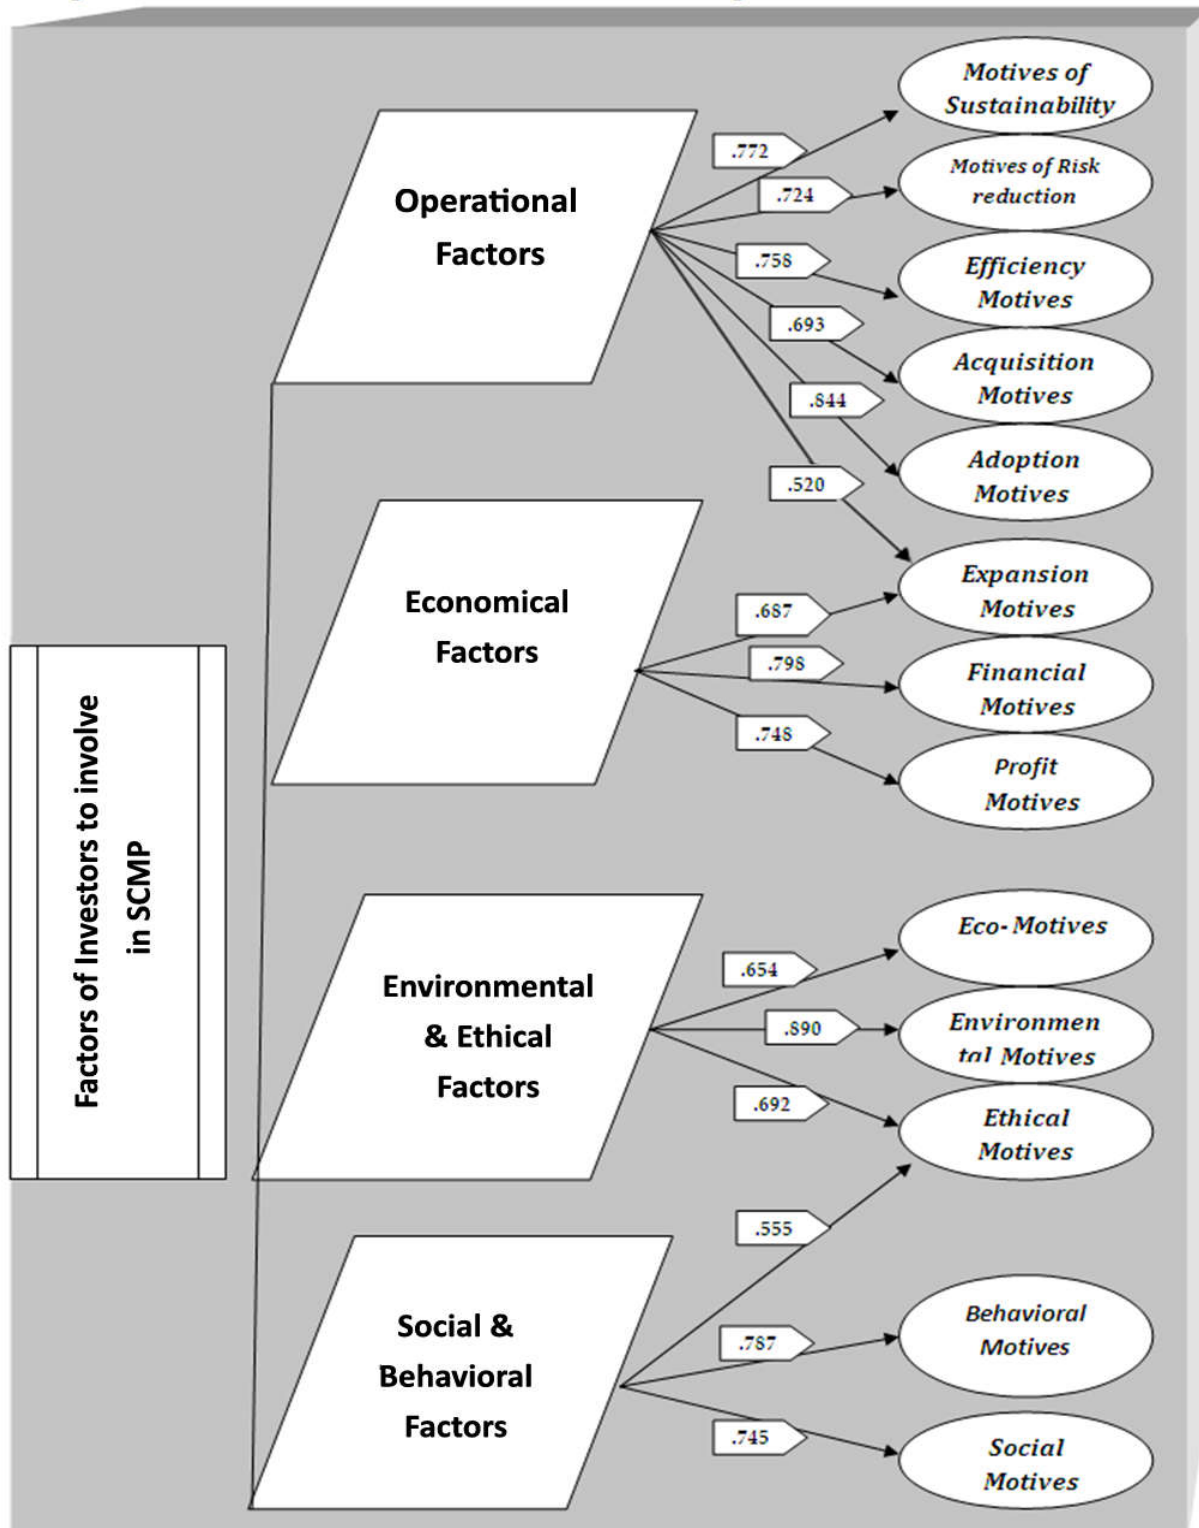 Motives of
Sustainability
.772
Operational
Factors
Motives of Risk
reduction
.724
Efficiency
Motives
.758
.693
Acquisition
Motives
.844
Adoption
Motives
.520
Expansion
Motives
Economical
Factors
.687
.798
Financial
Motives
.748
Profit
Motives
Factors of Investors to involve
in SCMP
Eco-Motives
.654
Environmental
& Ethical
Factors
.890
Environmen
tal Motives
.692
Ethical
Motives
.555
Social &
Behavioral
Factors
.787
Behavioral
Motives
.745
Social
Motives